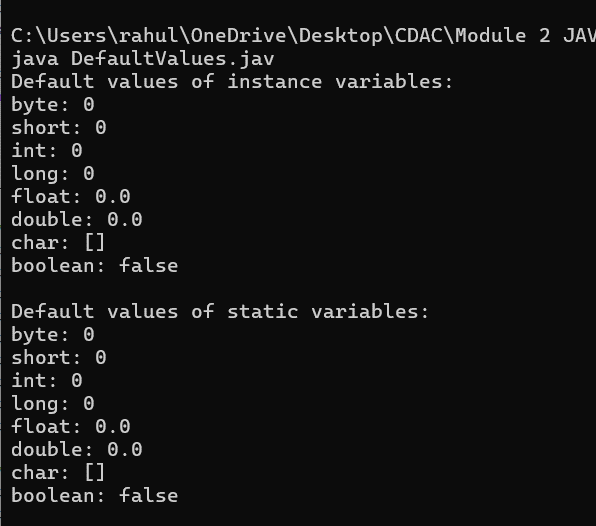 C:\Users\rahul\OneDrive\Desktop\CDAC\Module 2 JAV
java DefaultValues.jav
Default values of instance variables:
byte: 0
short: 0
int: 0
long: 0
float: 0.0
double: 0.0
char: []
boolean: false
Default values of static variables:
byte: 0
short: 0
int: 0
long: 0
float: 0.0
double: 0.0
char: []
boolean: false